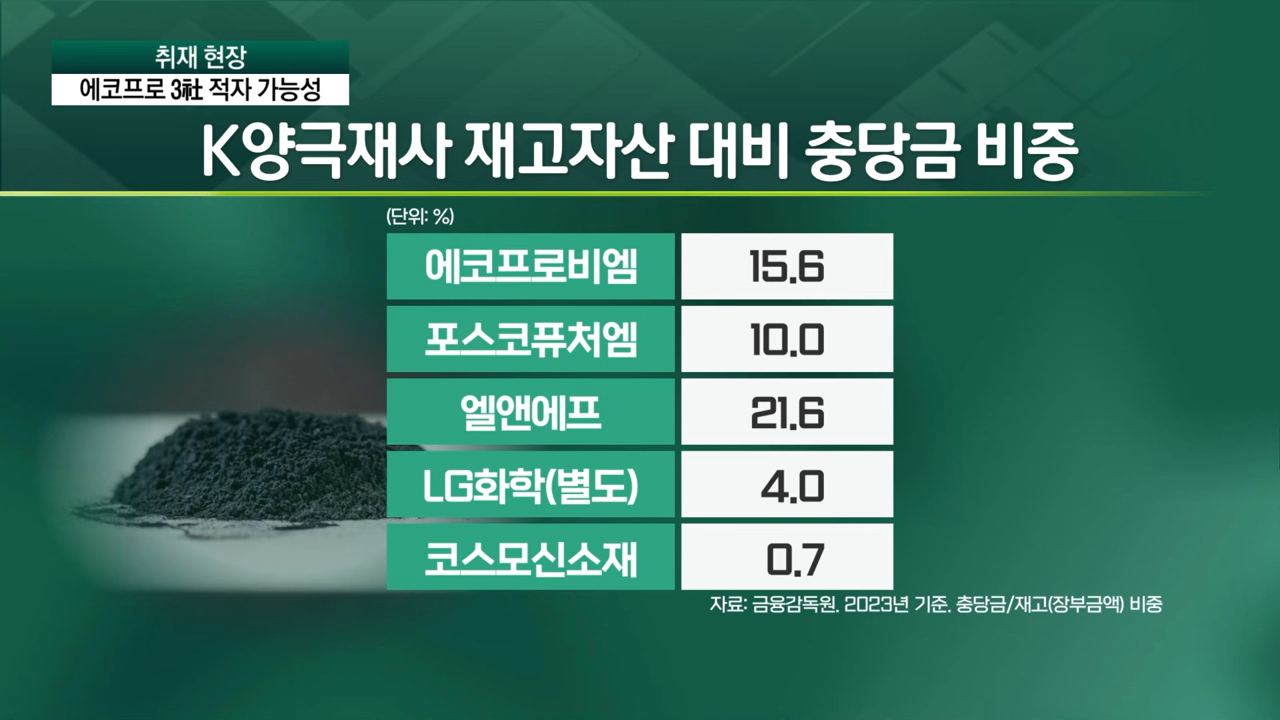 취재 현장
에코프로 3社 적자 가능성
K양극재사 재고자산 대비 충당금 비중
(단위: %)
에코프로비엠 15.6
포스코퓨처엠 10.0
엘앤에프 21.6
LG화학(별도) 4.0
코스모신소재 0.7
자료: 금융감독원. 2023년 기준. 충당금/재고(장부금액) 비중